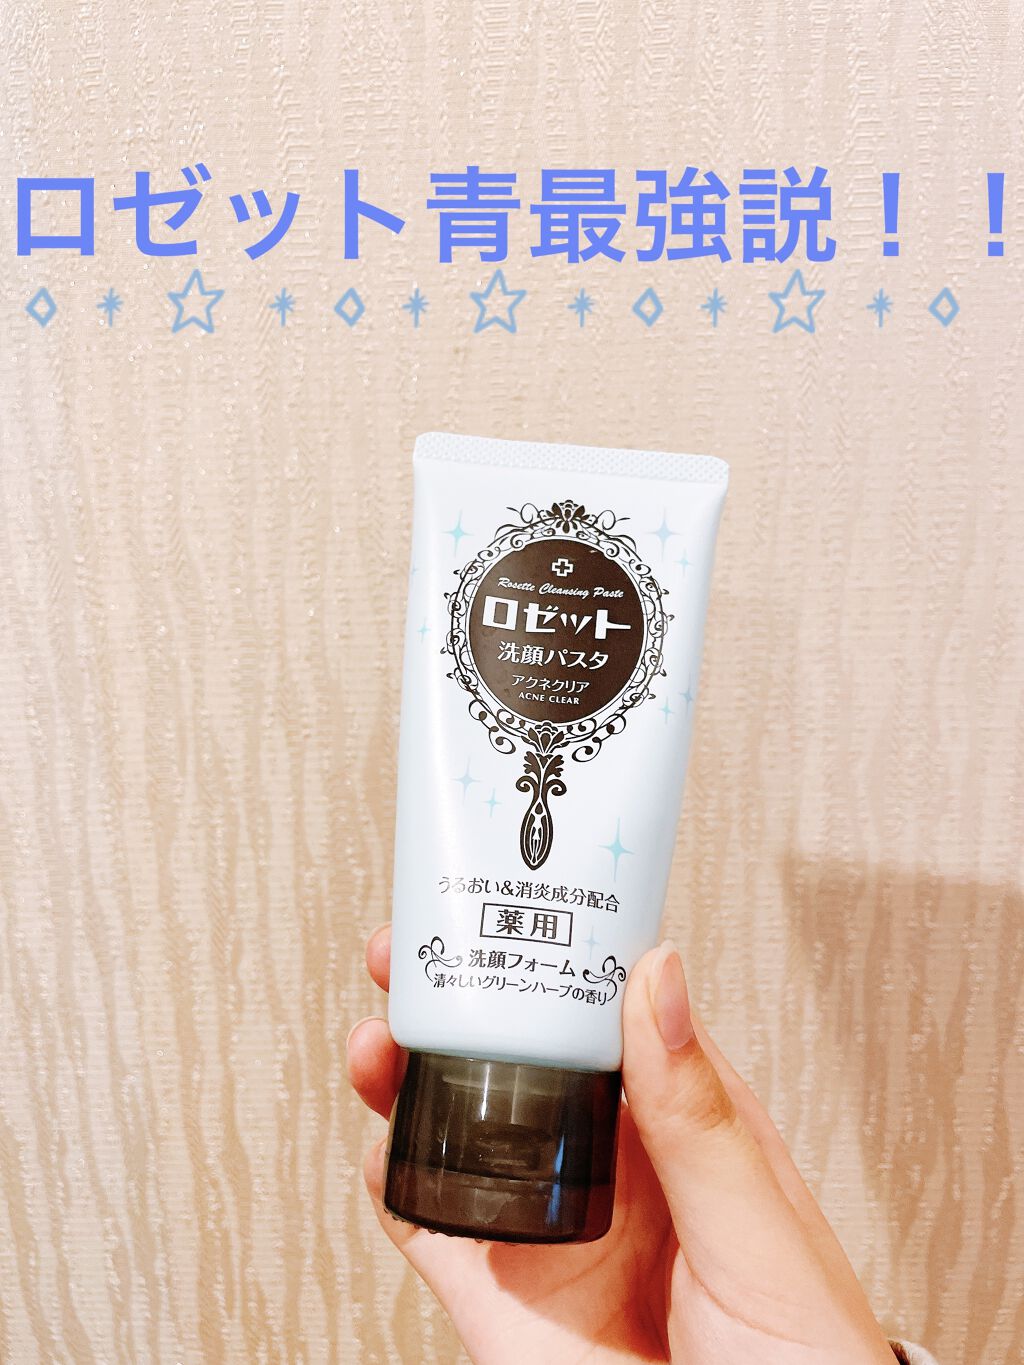 ロゼット青最強説！！
Rosette Cleansing Paste
ロゼット
洗顔パスタ
アクネクリア
ACNE CLEAR
うるおい&消炎成分配合
薬用
洗顔フォーム
清々しいグリーンハーブの香り